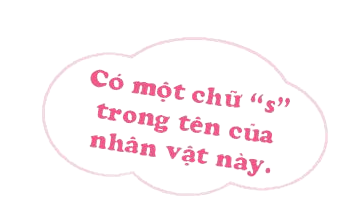 Có một chữ “s”
trong tên của
nhân vật này.